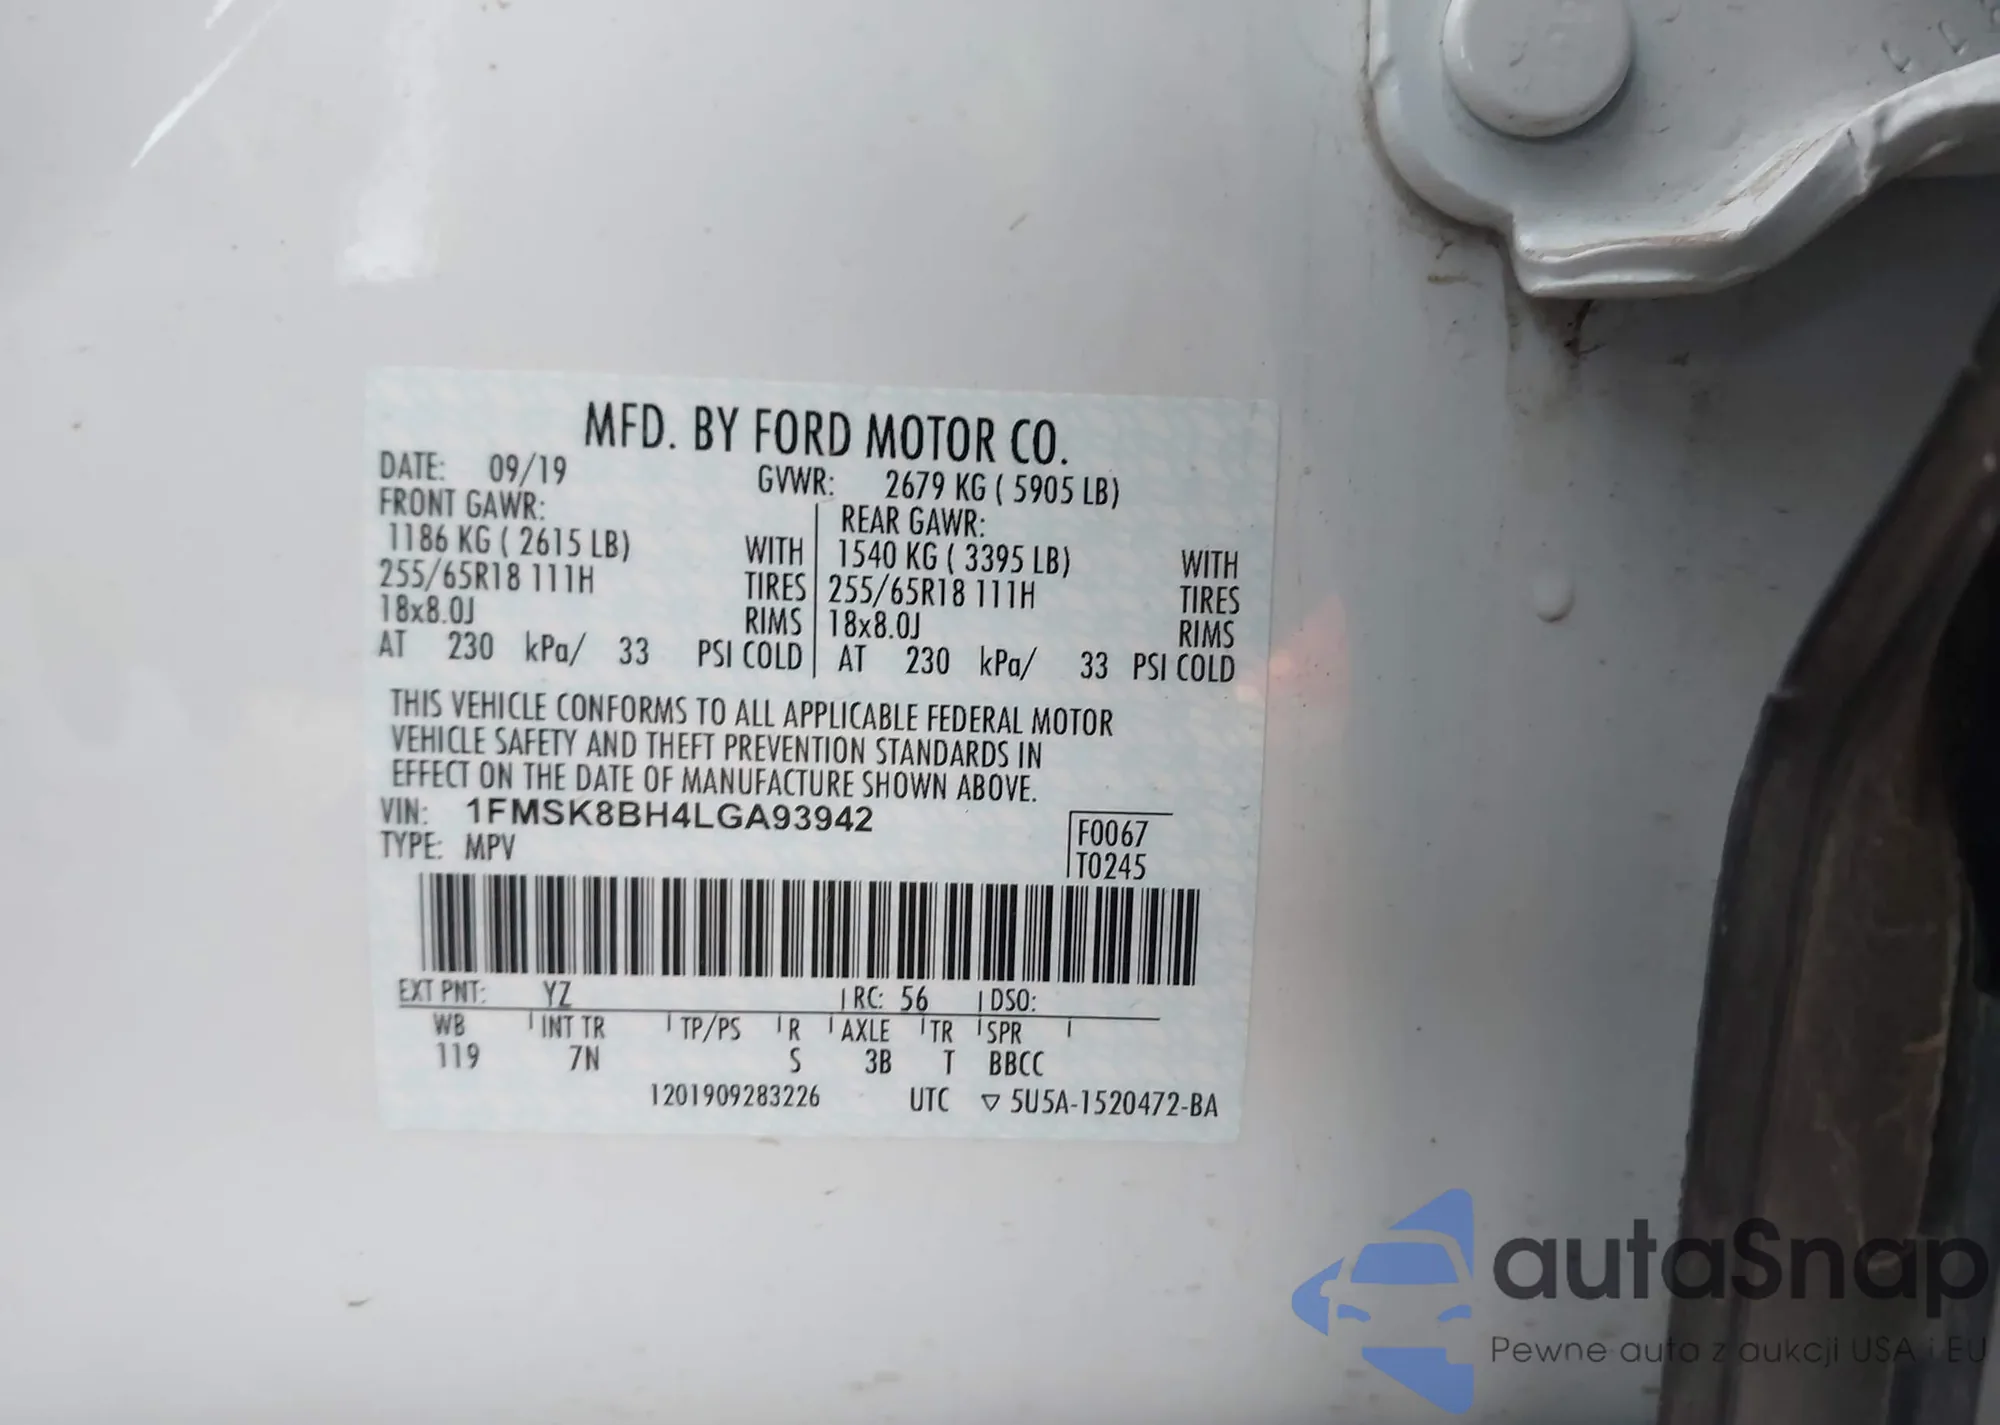 MFD. BY FORD MOTOR CO.
DATE: 09/19 GVWR: 2679 KG ( 5905 LB)
FRONT GAWR: REAR GAWR:
1186 KG ( 2615 LB) WITH 1540 KG ( 3395 LB) WITH
255/65R18 111H TIRES 255/65R18 111H TIRES
18x8.0J RIMS 18x8.0J RIMS
AT 230 kPa/ 33 PSI COLD AT 230 kPa/ 33 PSI COLD
THIS VEHICLE CONFORMS TO ALL APPLICABLE FEDERAL MOTOR
VEHICLE SAFETY AND THEFT PREVENTION STANDARDS IN
EFFECT ON THE DATE OF MANUFACTURE SHOWN ABOVE.
VIN: 1FMSK8BH4LGA93942
TYPE: MPV
F0067
T0245
EXT PNT: YZ RC: 56 DSO:
WB INT TR TP/PS R AXLE TR SPR
119 7N S 3B T BBCC
1201909283226 UTC ▽ 5U5A-1520472-BA
autaSnap
Pewne auta z aukcji USA i EU